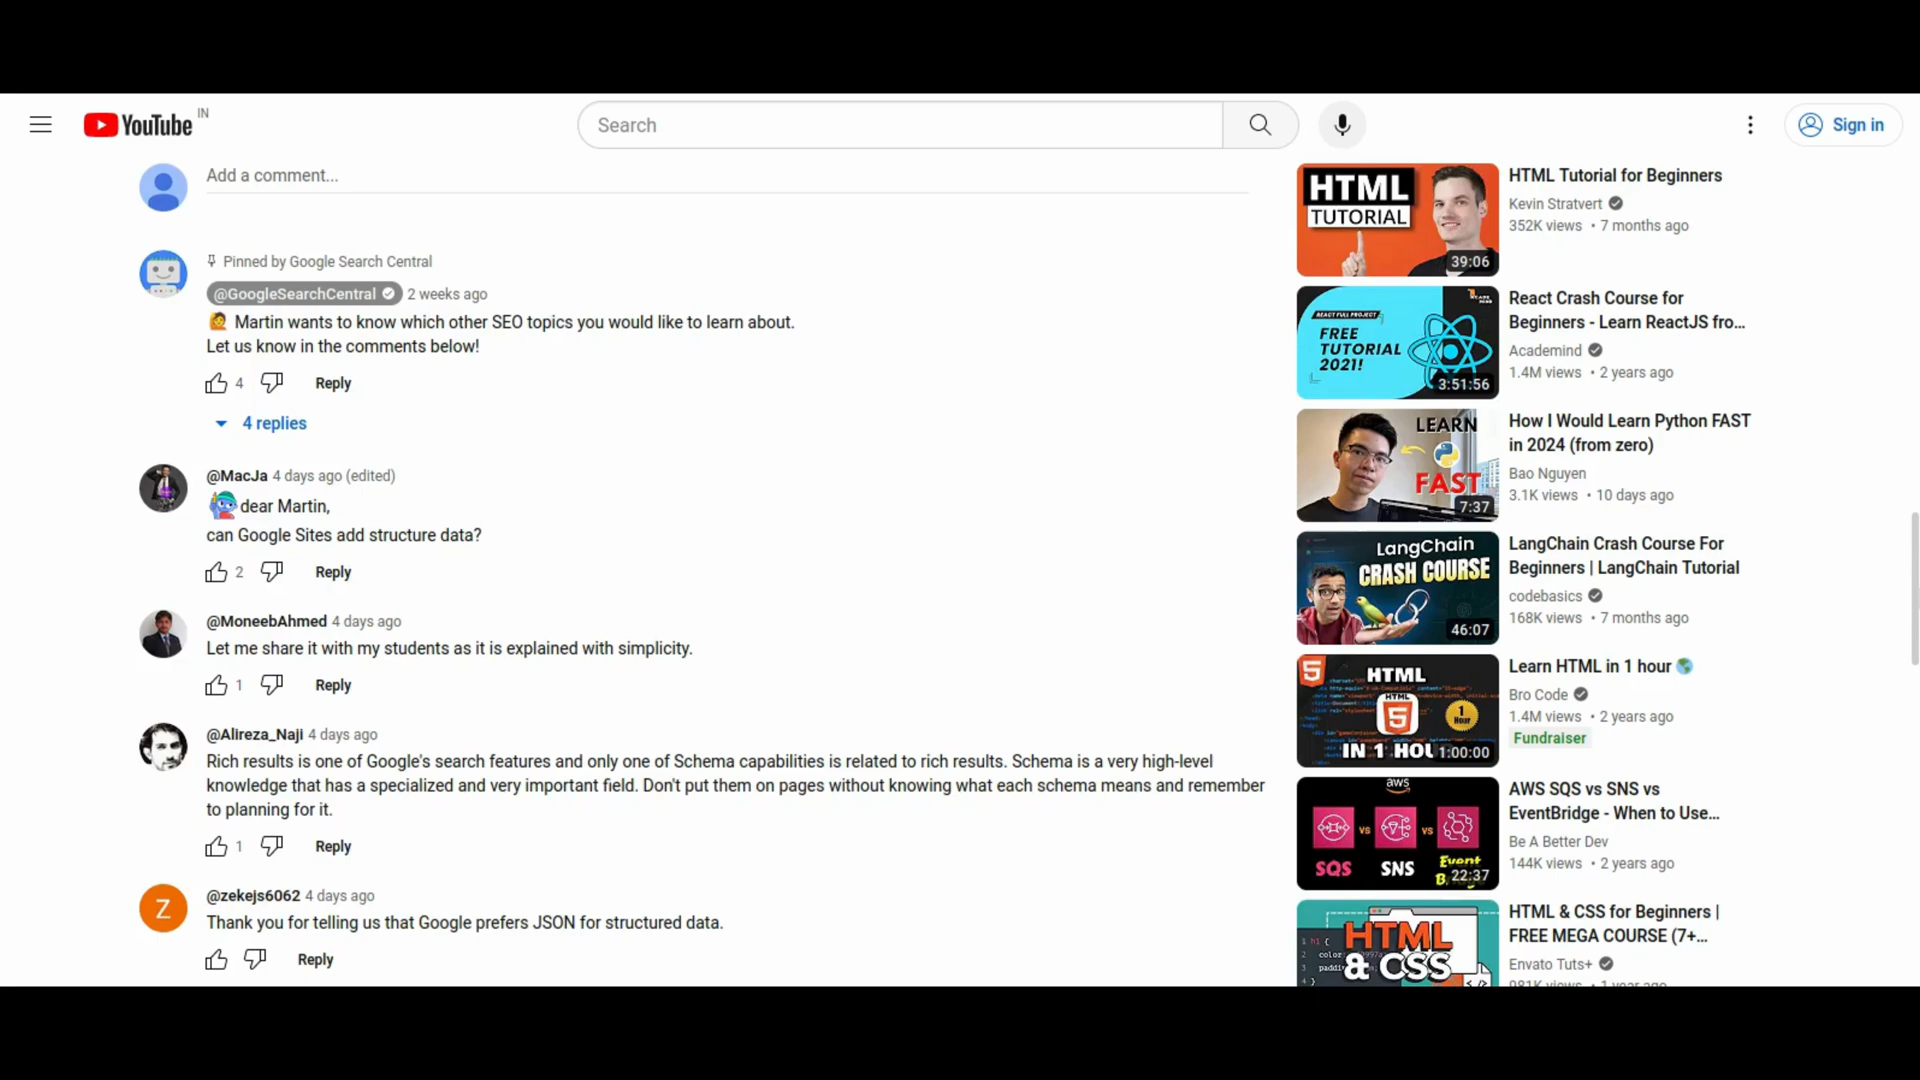 YouTube IN
Search
Sign in
Add a comment...
Pinned by Google Search Central
@GoogleSearchCentral 2 weeks ago
Martin wants to know which other SEO topics you would like to learn about.
Let us know in the comments below!
4 Reply
4 replies
@MacJa 4 days ago (edited)
dear Martin,
can Google Sites add structure data?
2 Reply
@MoneebAhmed 4 days ago
Let me share it with my students as it is explained with simplicity.
1 Reply
@Alireza_Naji 4 days ago
Rich results is one of Google's search features and only one of Schema capabilities is related to rich results. Schema is a very high-level
knowledge that has a specialized and very important field. Don't put them on pages without knowing what each schema means and remember
to planning for it.
1 Reply
Z
@zekejs6062 4 days ago
Thank you for telling us that Google prefers JSON for structured data.
Reply
HTML
TUTORIAL
39:06
HTML Tutorial for Beginners
Kevin Stratvert
352K views • 7 months ago
REACT FULL PROJECT
FREE
TUTORIAL
2021!
3:51:56
React Crash Course for
Beginners - Learn ReactJS fro...
Academind
1.4M views • 2 years ago
LEARN
FAST
7:37
How I Would Learn Python FAST
in 2024 (from zero)
Bao Nguyen
3.1K views • 10 days ago
LangChain
CRASH COURSE
46:07
LangChain Crash Course For
Beginners | LangChain Tutorial
codebasics
168K views • 7 months ago
5
HTML
HTML
5
1
Hour
IN 1 HOU
1:00:00
Learn HTML in 1 hour
Bro Code
1.4M views • 2 years ago
Fundraiser
aws
VS VS
SQS SNS Event
22:37
AWS SQS vs SNS vs
EventBridge - When to Use...
Be A Better Dev
144K views • 2 years ago
HTML
& CSS
HTML & CSS for Beginners |
FREE MEGA COURSE (7+...
Envato Tuts+
981K views • 1 year ago